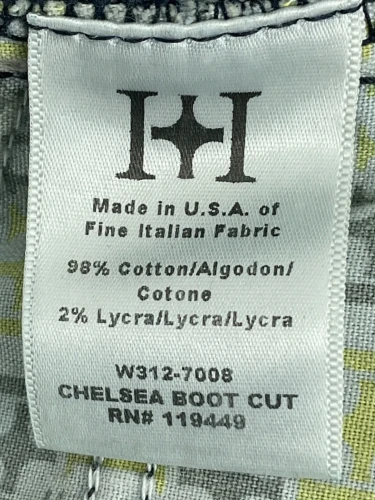 H
Made in U.S.A. of
Fine Italian Fabric
98% Cotton/Algodon/
Cotone
2% Lycra/Lycra/Lycra
W312-7008
CHELSEA BOOT CUT
RN# 119449